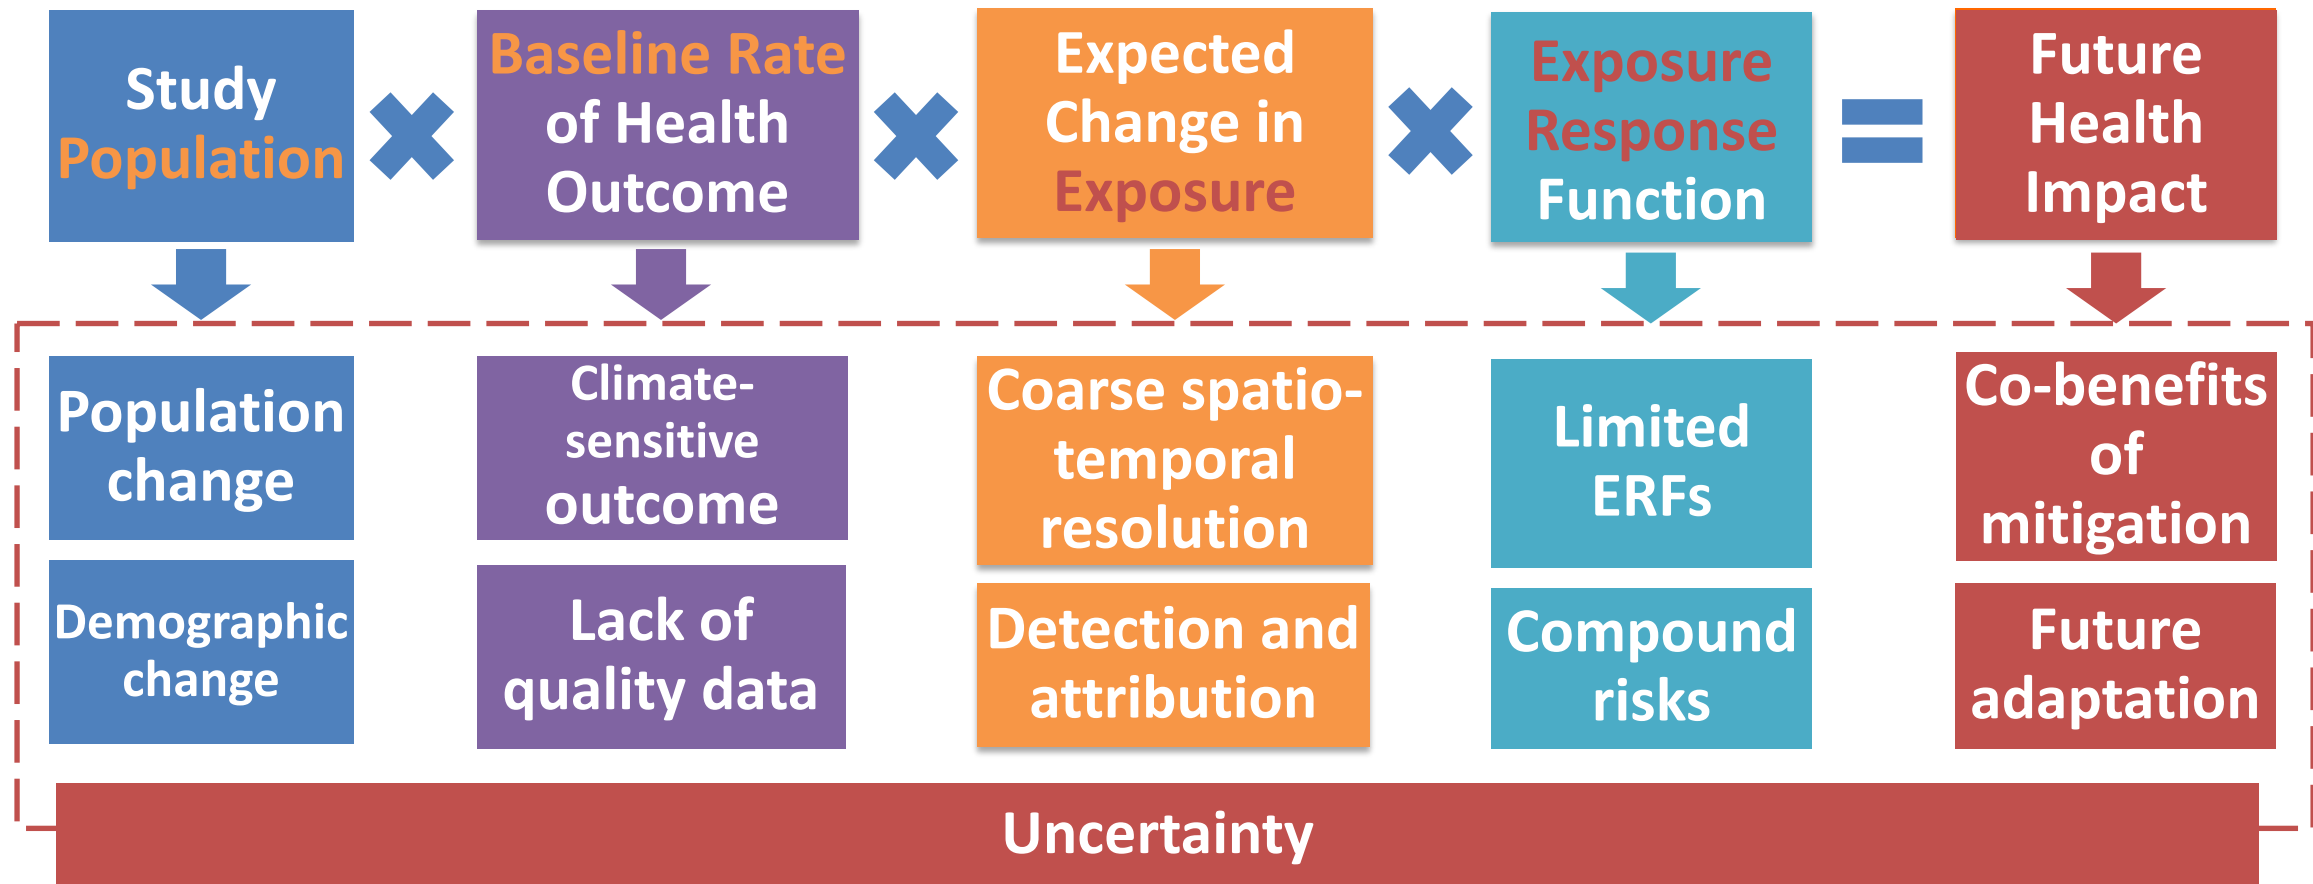 Study
Population
Baseline Rate
of Health
Outcome
Expected
Change in
Exposure
Exposure
Response
Function
Future
Health
Impact
Population
change
Climate-
sensitive
outcome
Coarse spatio-
temporal
resolution
Limited
ERFs
Co-benefits
of
mitigation
Demographic
change
Lack of
quality data
Detection and
attribution
Compound
risks
Future
adaptation
Uncertainty